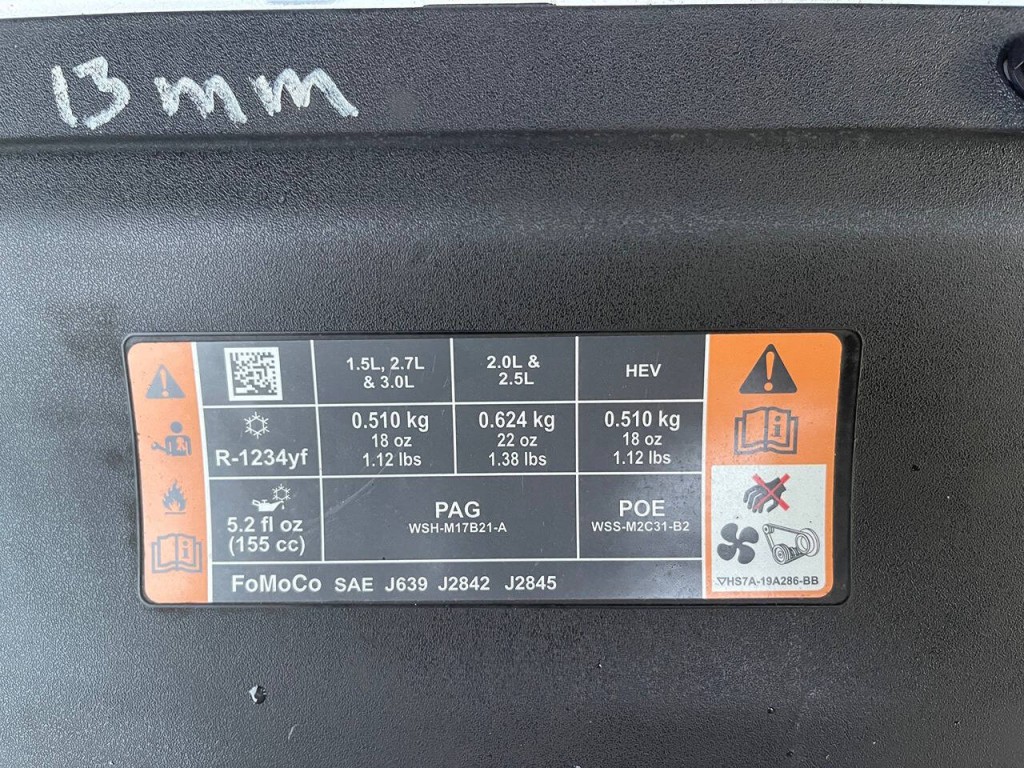 13mm
1.5L, 2.7L
& 3.0L
2.0L &
2.5L
HEV
R-1234yf
0.510 kg
18 oz
1.12 lbs
0.624 kg
22 oz
1.38 lbs
0.510 kg
18 oz
1.12 lbs
5.2 fl oz
(155 cc)
PAG
WSH-M17B21-A
POE
WSS-M2C31-B2
FoMoCo SAE J639 J2842 J2845
HS7A-19A286-BB